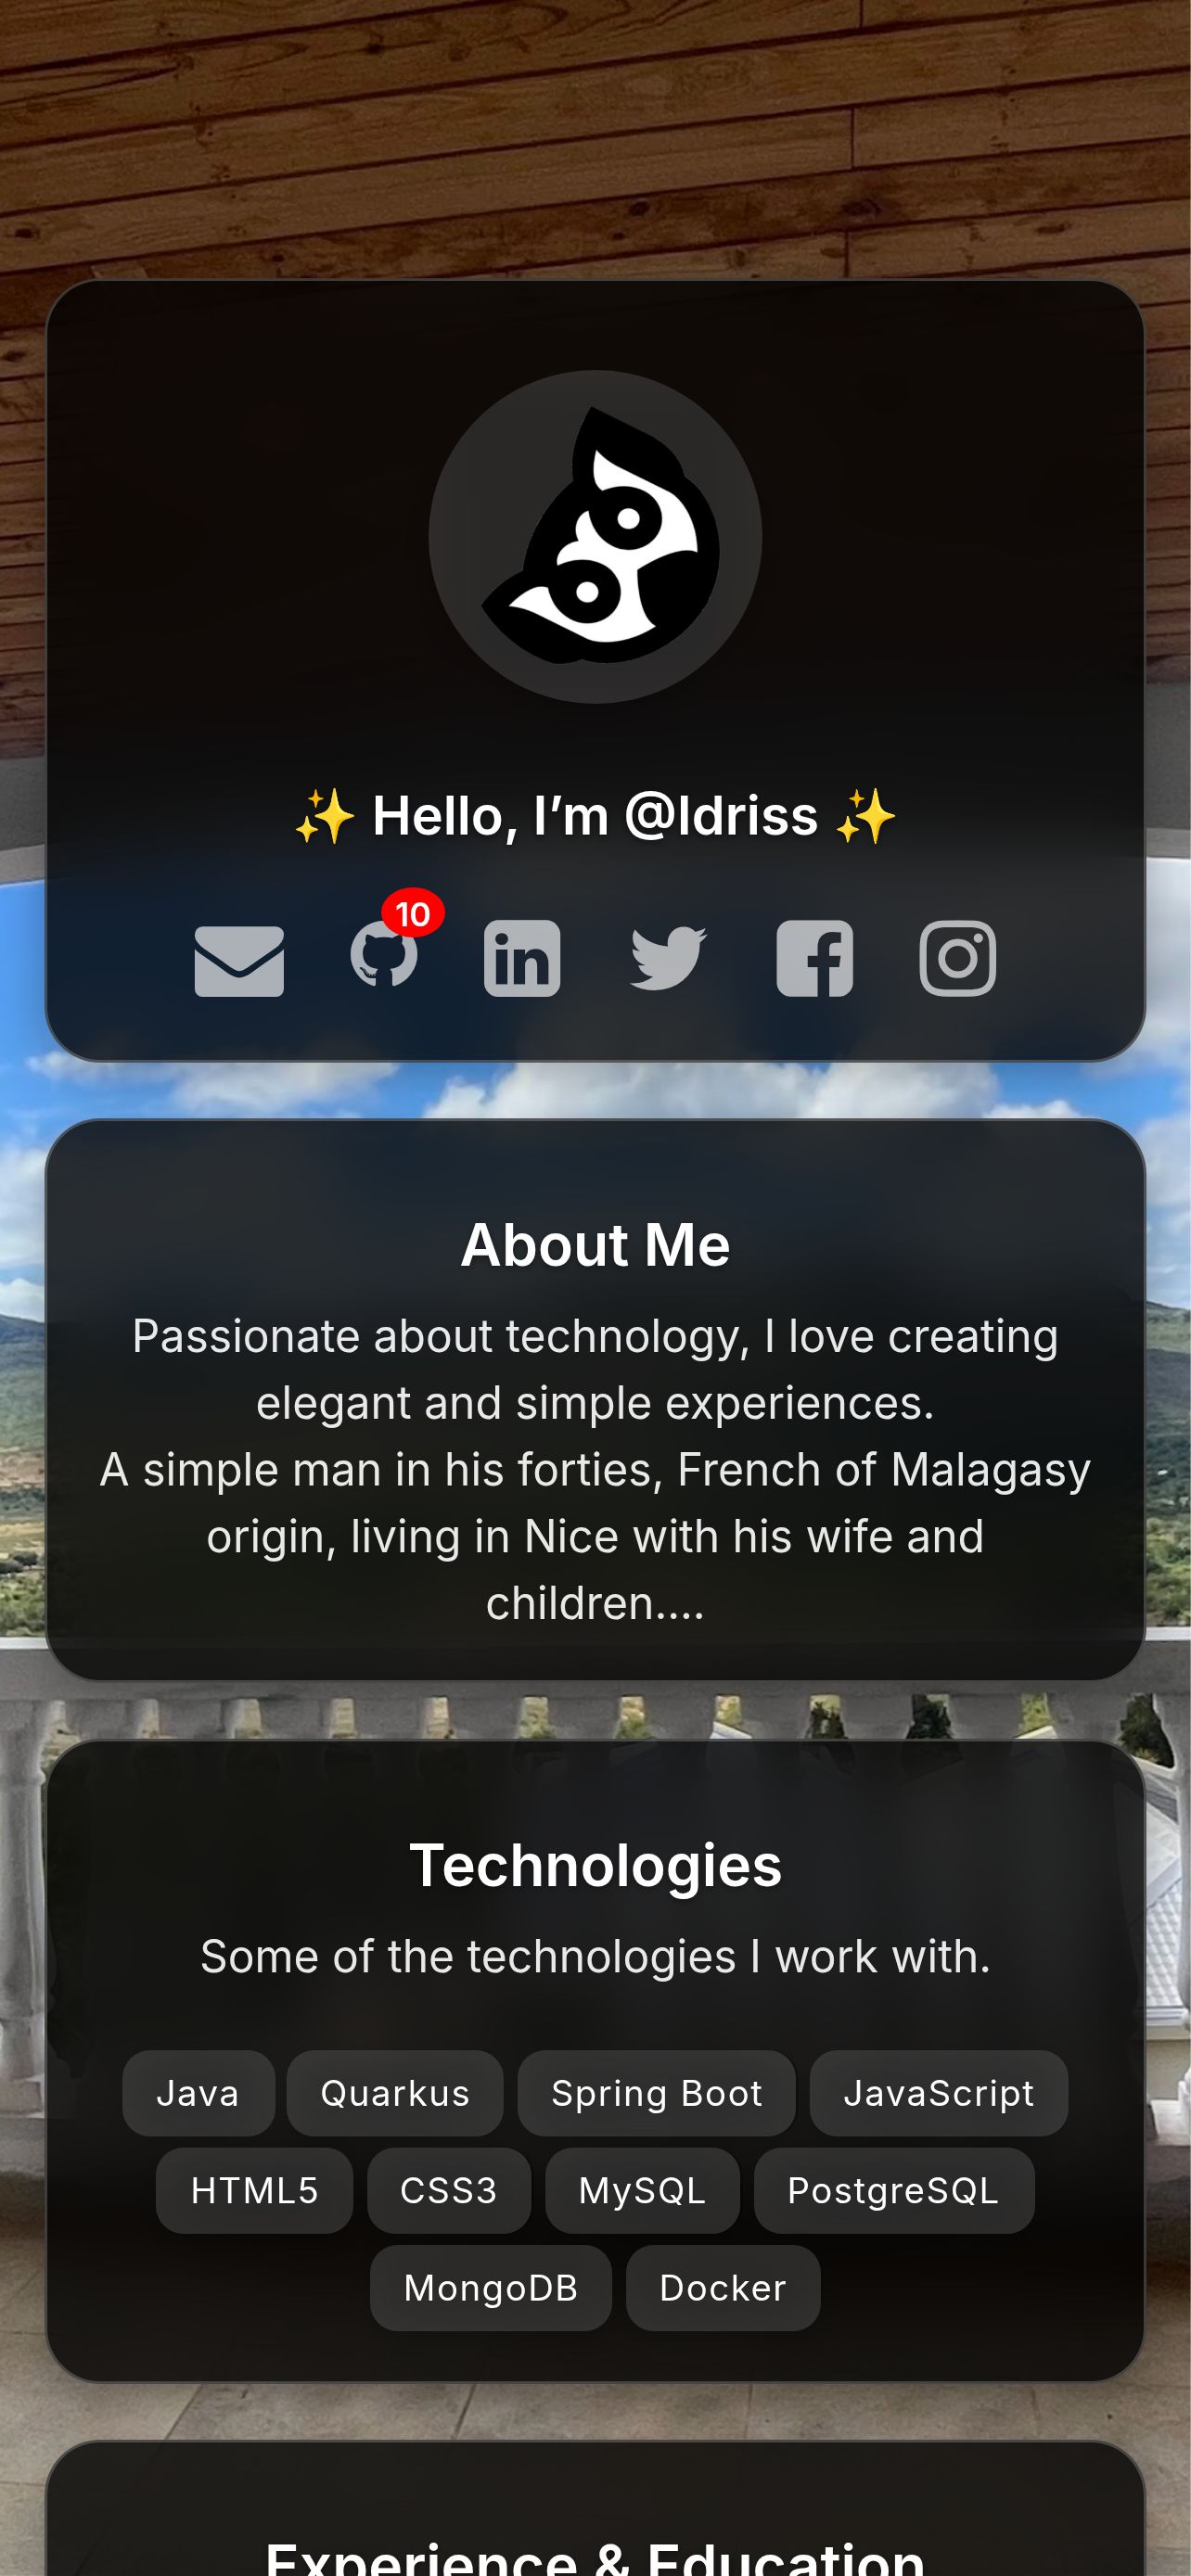 ✨ Hello, I’m @Idriss ✨
10
About Me
Passionate about technology, I love creating
elegant and simple experiences.
A simple man in his forties, French of Malagasy
origin, living in Nice with his wife and
children....
Technologies
Some of the technologies I work with.
Java Quarkus Spring Boot JavaScript
HTML5 CSS3 MySQL PostgreSQL
MongoDB Docker
Experience & Education